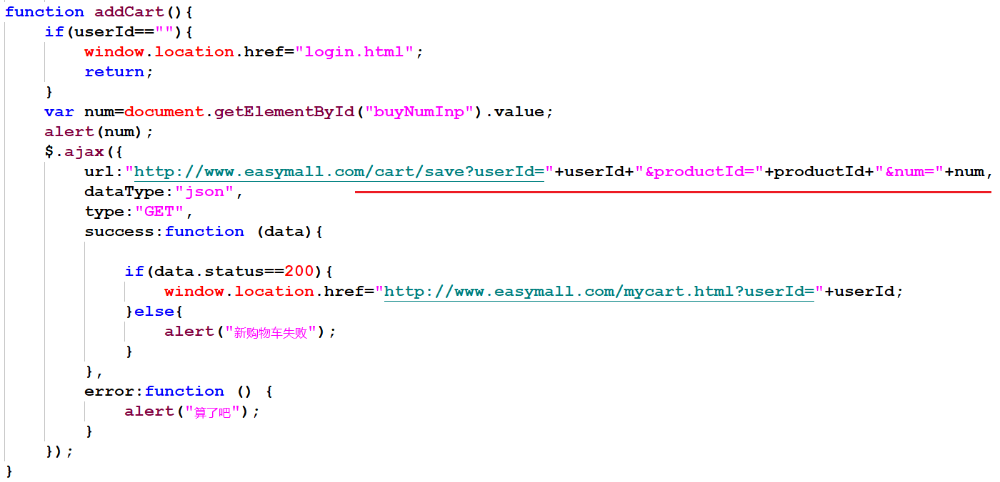 function addCart(){
    if(userId==""){
        window.location.href="login.html";
        return;
    }
    var num=document.getElementById("buyNumInp").value;
    alert(num);
    $.ajax({
        url:"http://www.easymall.com/cart/save?userId="+userId+"&productId="+productId+"&num="+num,
        dataType:"json",
        type:"GET",
        success:function (data){
            if(data.status==200){
                window.location.href="http://www.easymall.com/mycart.html?userId="+userId;
            }else{
                alert("新购物车失败");
            }
        },
        error:function () {
            alert("算了吧");
        }
    });
}